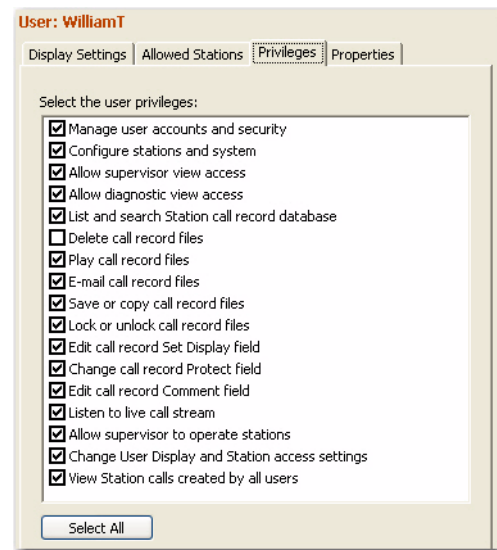 User: WilliamT
Display Settings Allowed Stations Privileges Properties
Select the user privileges:
Manage user accounts and security
Configure stations and system
Allow supervisor view access
Allow diagnostic view access
List and search Station call record database
Delete call record files
Play call record files
E-mail call record files
Save or copy call record files
Lock or unlock call record files
Edit call record Set Display field
Change call record Protect field
Edit call record Comment field
Listen to live call stream
Allow supervisor to operate stations
Change User Display and Station access settings
View Station calls created by all users
Select All